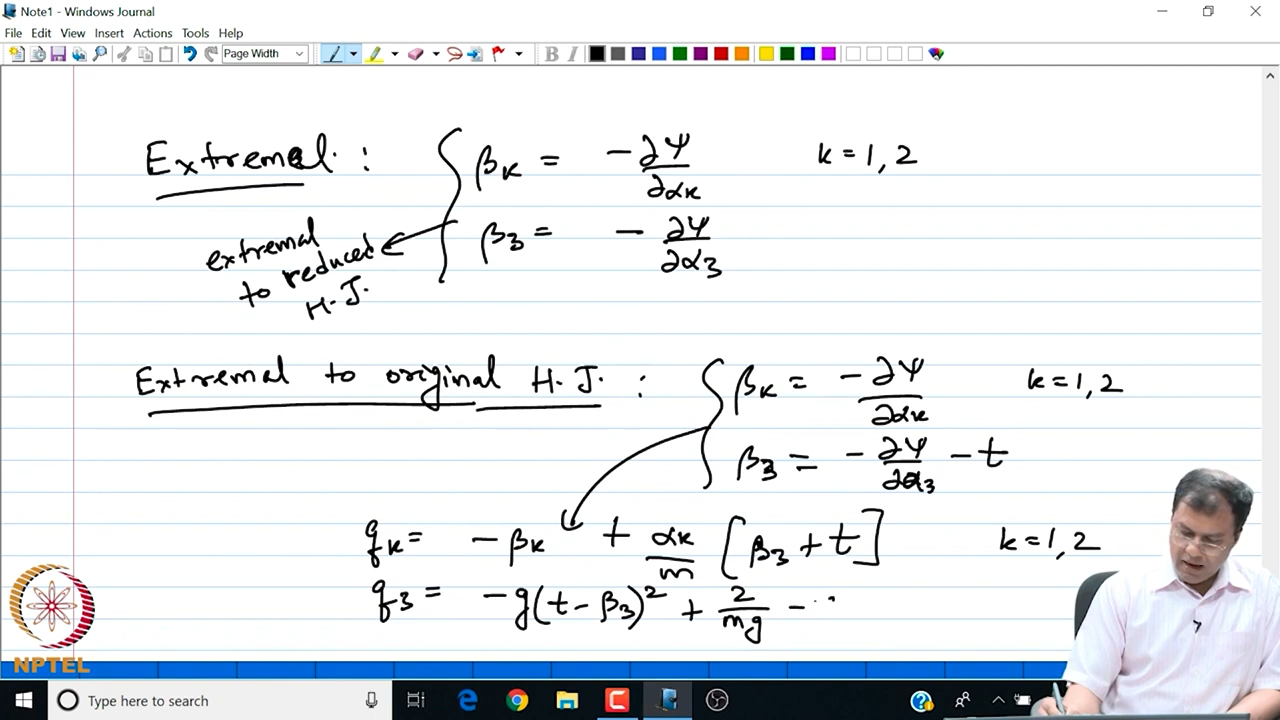 Note1 - Windows Journal
File Edit View Insert Actions Tools Help
Page Width
B I
Extremal : βk = -∂Ψ/∂αk k = 1, 2
β3 = -∂Ψ/∂α3
extremal
to reduced
H.J.
Extremal to original H.J. : βk = -∂Ψ/∂αk k = 1, 2
β3 = -∂Ψ/∂α3 - t
qk = -βk + αk/m [β3 + t] k = 1, 2
q3 = -g(t - β3)² + 2/mg - ..
NPTEL
Type here to search